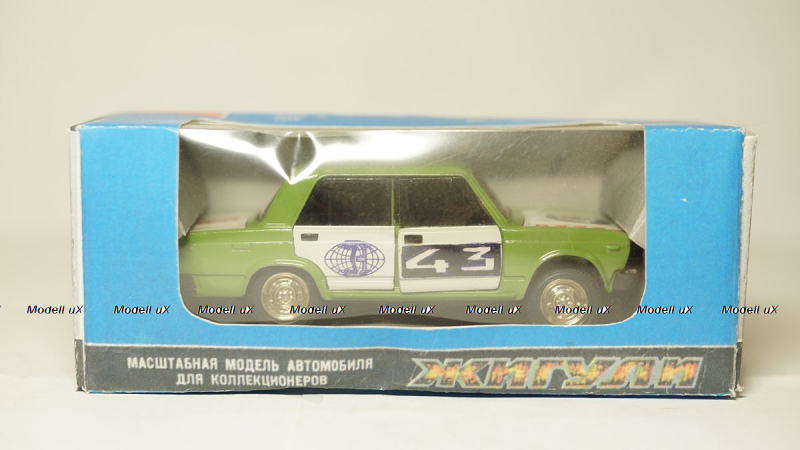 43
Modell uX Modell uX Modell uX Modell uX Modell uX Modell uX Modell uX Modell uX Modell uX
МАСШТАБНАЯ МОДЕЛЬ АВТОМОБИЛЯ
ДЛЯ КОЛЛЕКЦИОНЕРОВ
ЖИГУЛИ